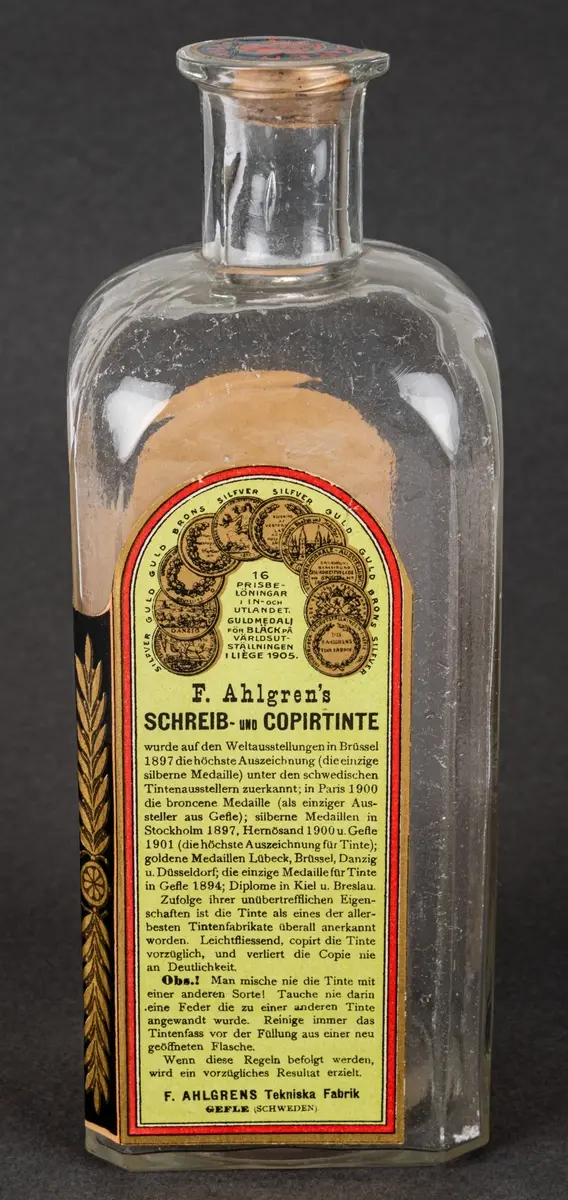 SILFVER GULD GULD BRONS SILFVER SILFVER GULD GULD BRONS SILFVER
DANZIG
16
PRISBE-
LÖNINGAR
I IN- OCH
UTLANDET.
GULDMEDALJ
FÖR BLÄCK PÅ
VÄRLDSUT-
STÄLLNINGEN
I LIÈGE 1905.
F. Ahlgren's
SCHREIB- UND COPIRTINTE
wurde auf den Weltausstellungen in Brüssel
1897 die höchste Auszeichnung (die einzige
silberne Medaille) unter den schwedischen
Tintenausstellern zuerkannt; in Paris 1900
die broncene Medaille (als einziger Aus-
steller aus Gefle); silberne Medaillen in
Stockholm 1897, Hernösand 1900 u. Gefle
1901 (die höchste Auszeichnung für Tinte);
goldene Medaillen Lübeck, Brüssel, Danzig
u. Düsseldorf; die einzige Medaille für Tinte
in Gefle 1894; Diplome in Kiel u. Breslau.
Zufolge ihrer unübertrefflichen Eigen-
schaften ist die Tinte als eines der aller-
besten Tintenfabrikate überall anerkannt
worden. Leichtfliessend, copirt die Tinte
vorzüglich, und verliert die Copie nie
an Deutlichkeit.
Obs.! Man mische nie die Tinte mit
einer anderen Sorte! Tauche nie darin
eine Feder die zu einer anderen Tinte
angewandt wurde. Reinige immer das
Tintenfass vor der Füllung aus einer neu
geöffneten Flasche.
Wenn diese Regeln befolgt werden,
wird ein vorzügliches Resultat erzielt.
F. AHLGRENS Tekniska Fabrik
GEFLE (SCHWEDEN)